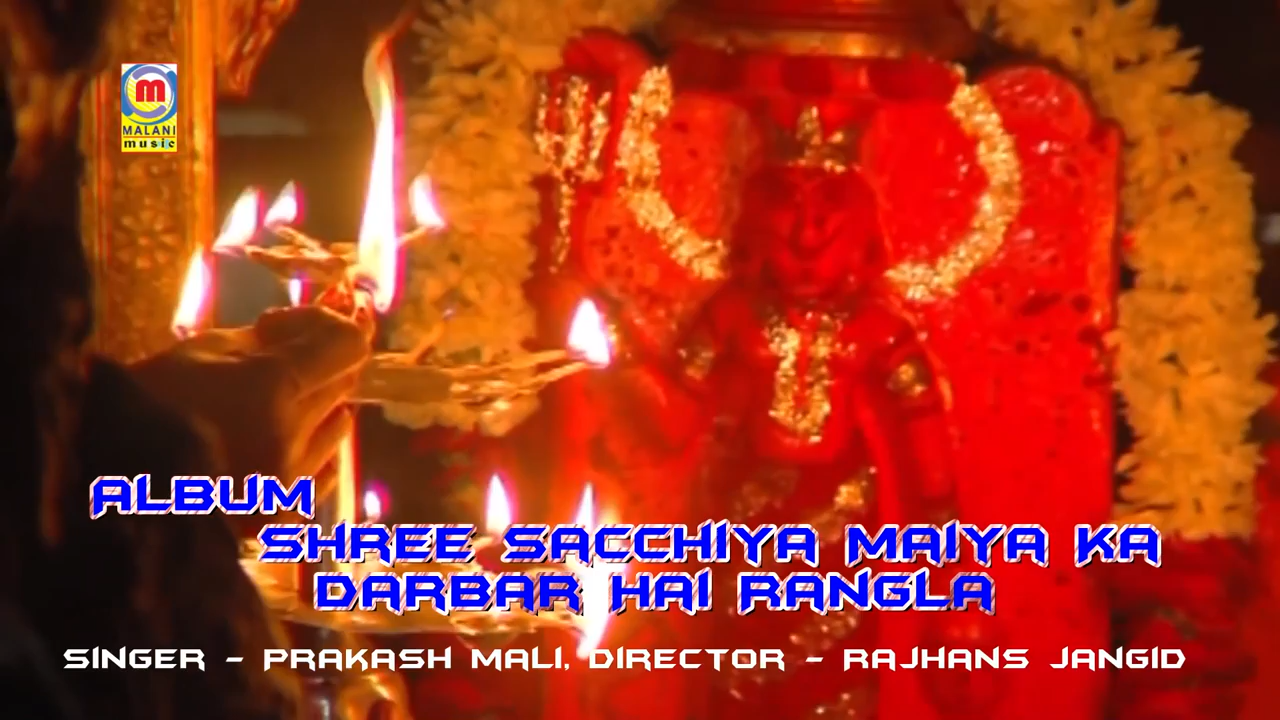 m
MALANI
music
ALBUM
SHREE SACCHIYA MAIYA KA
DARBAR HAI RANGLA
SINGER - PRAKASH MALI, DIRECTOR - RAJHANS JANGID